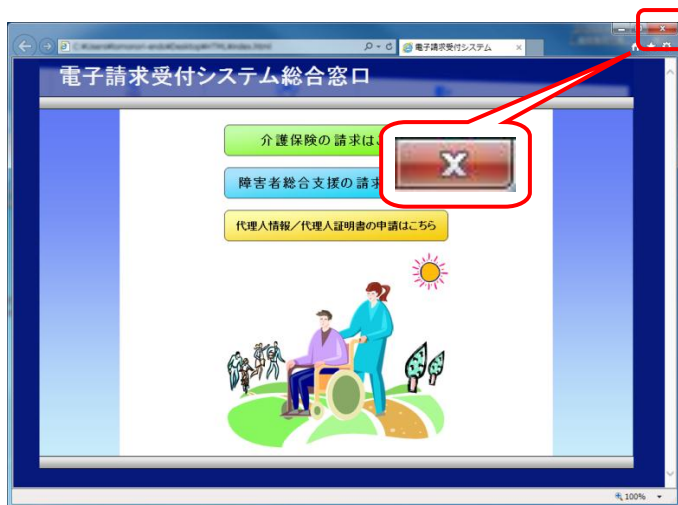 電子請求受付システム
電子請求受付システム総合窓口
介護保険の請求は
障害者総合支援の請求
代理人情報/代理人証明書の申請はこちら
100%